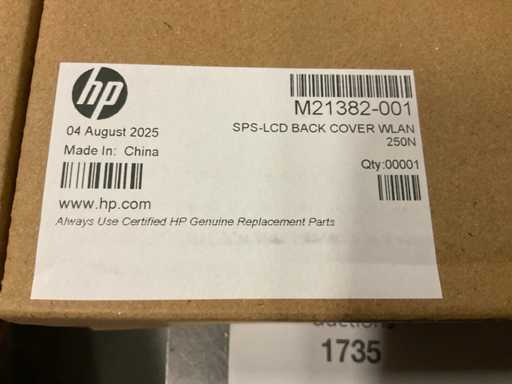 hp
M21382-001
04 August 2025
SPS-LCD BACK COVER WLAN
250N
Made In: China
Qty:00001
www.hp.com
Always Use Certified HP Genuine Replacement Parts
auctions
1735